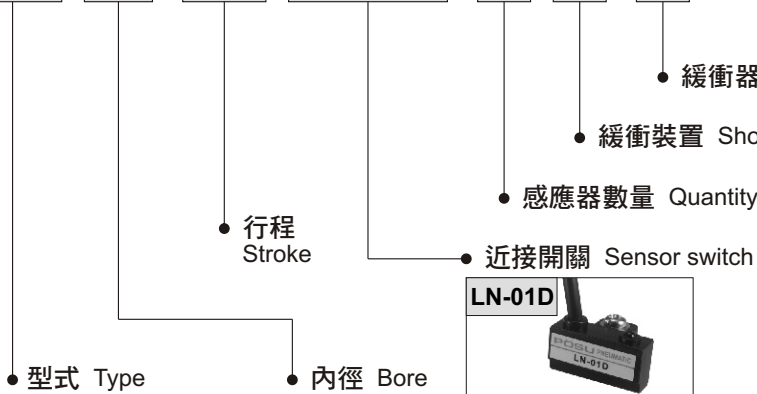 緩衝器
緩衝裝置 Sho
感應器數量 Quantity
行程
Stroke
近接開關 Sensor switch
LN-01D
POSU PNEUMATIC
LN-01D
型式 Type
內徑 Bore